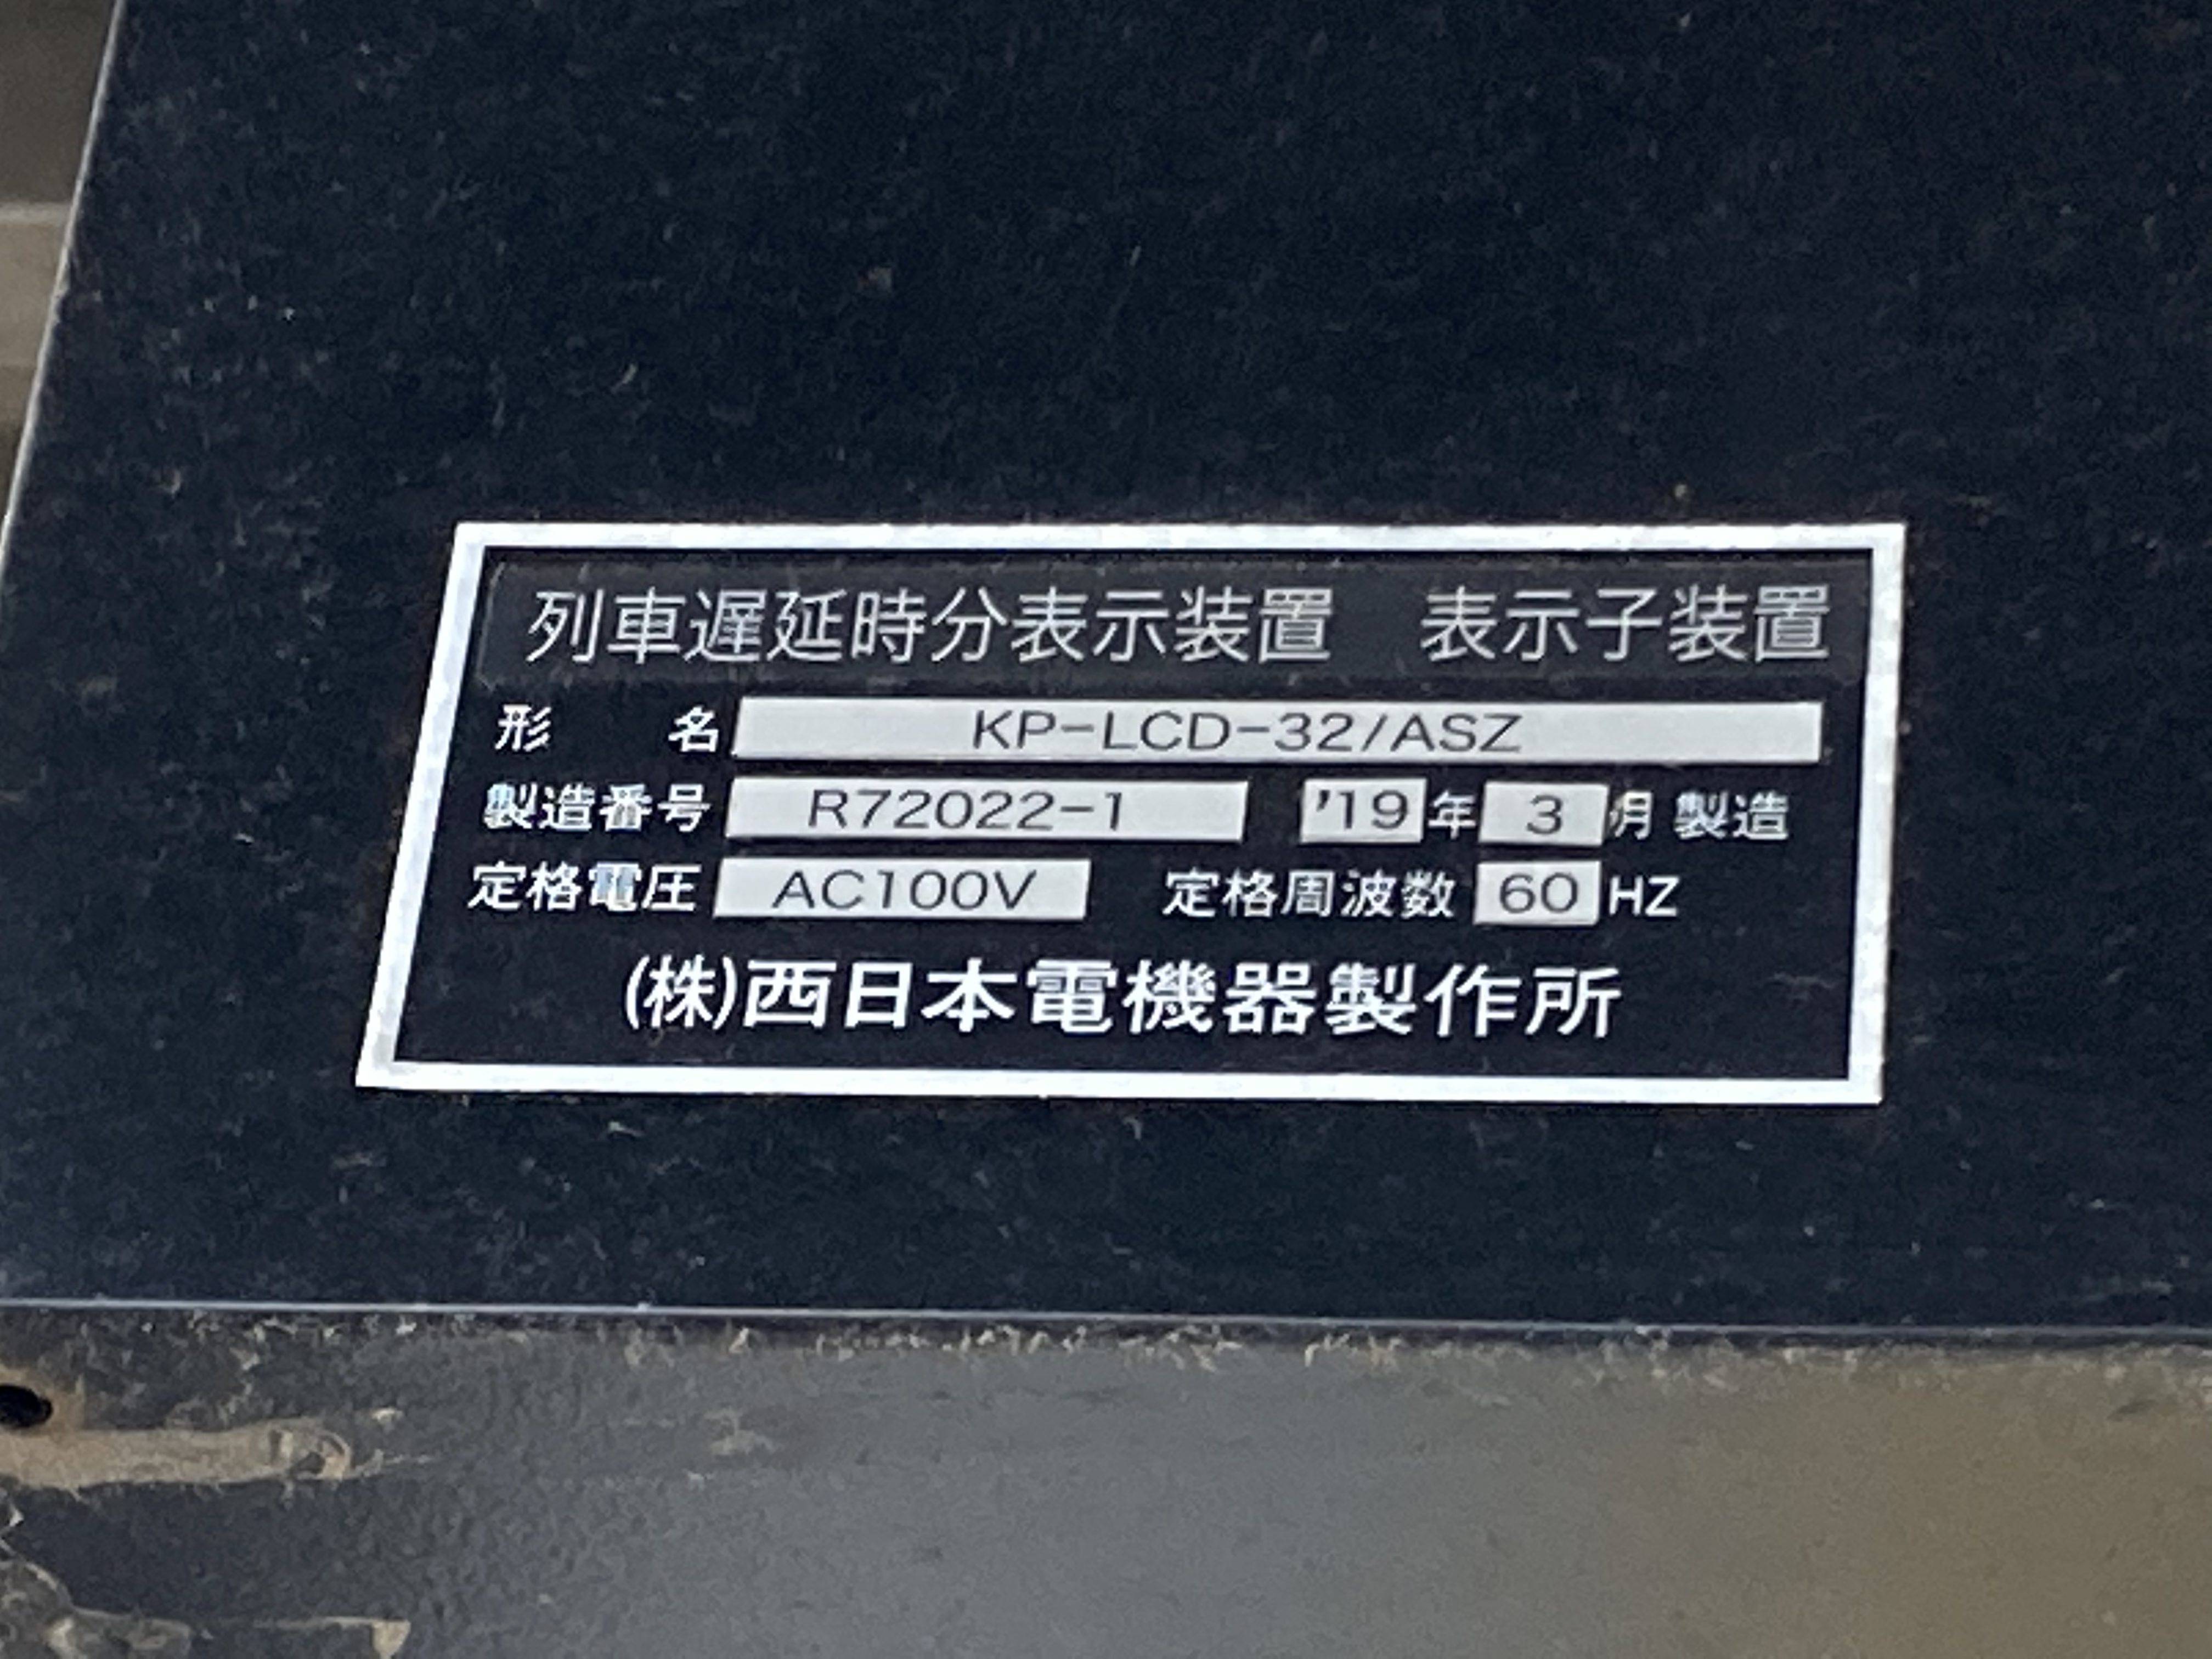 列車遅延時分表示装置　表示子装置
形　　名 KP-LCD-32/ASZ
製造番号 R72022-1 '19年 3 月 製造
定格電圧 AC100V 定格周波数 60 HZ
(株)西日本電機器製作所